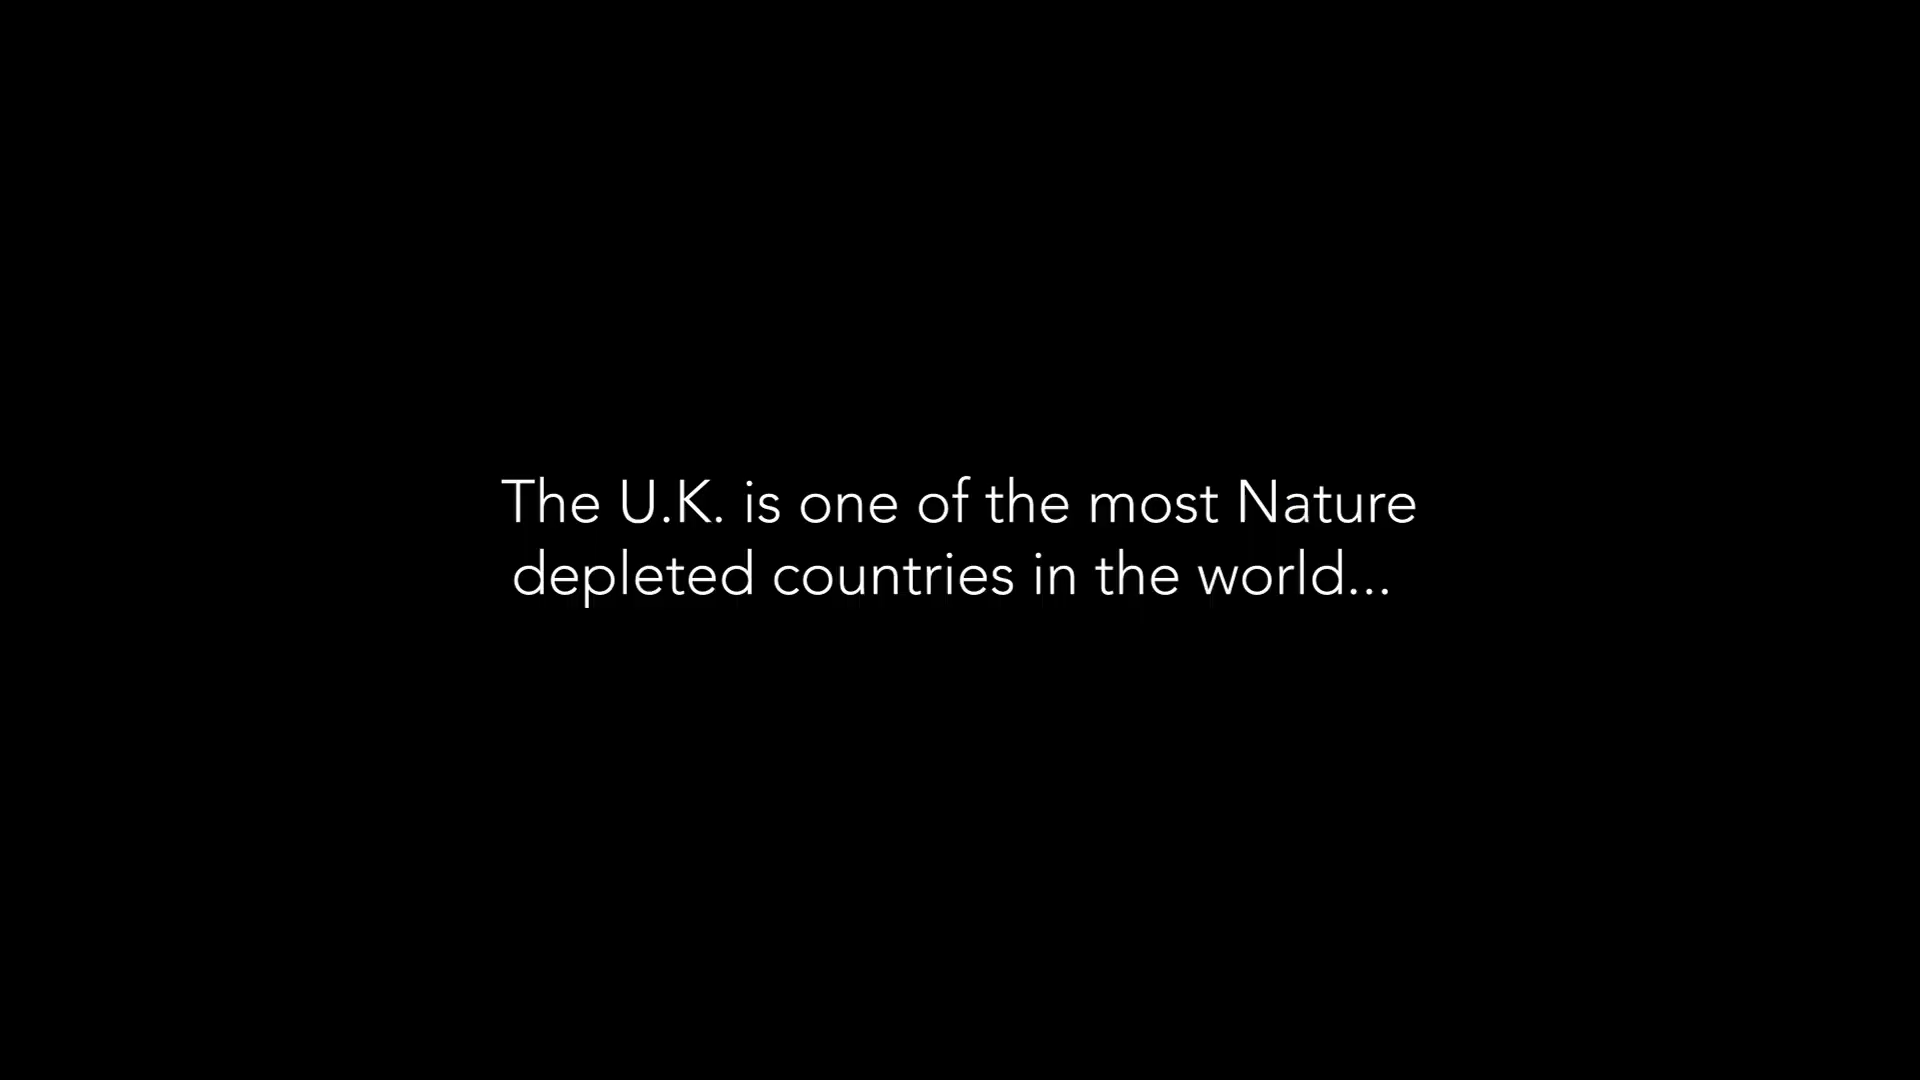 The U.K. is one of the most Nature
depleted countries in the world...